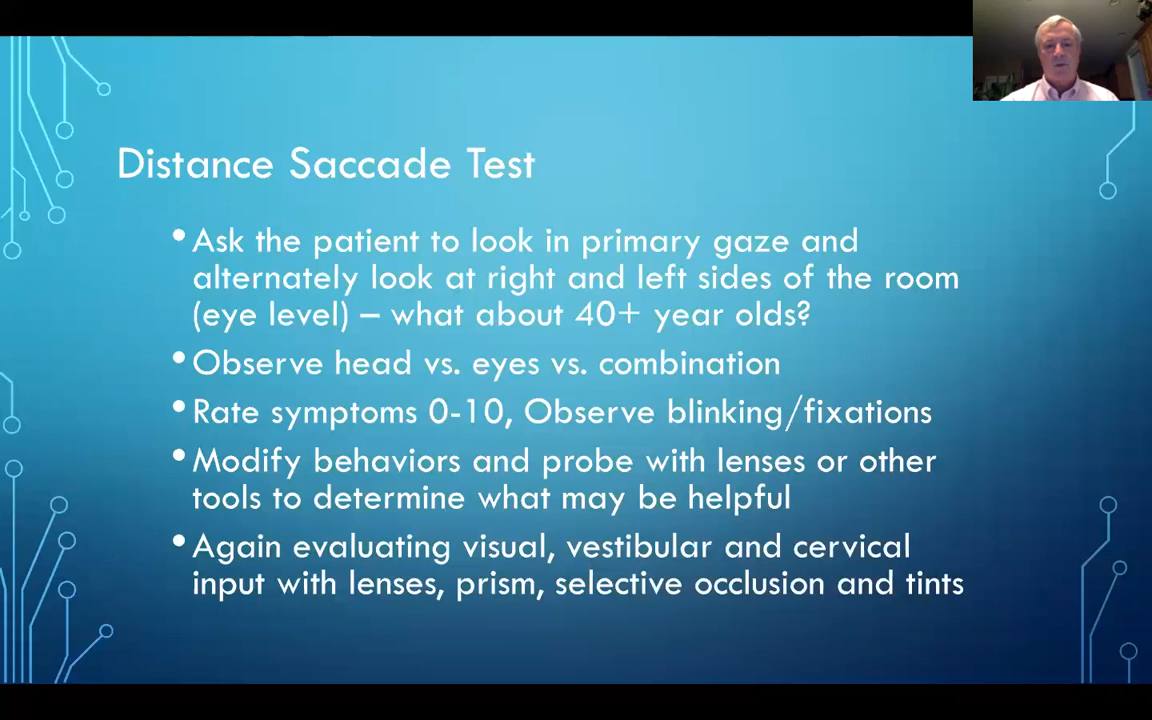 Distance Saccade Test
•Ask the patient to look in primary gaze and
alternately look at right and left sides of the room
(eye level) – what about 40+ year olds?
•Observe head vs. eyes vs. combination
•Rate symptoms 0-10, Observe blinking/fixations
•Modify behaviors and probe with lenses or other
tools to determine what may be helpful
•Again evaluating visual, vestibular and cervical
input with lenses, prism, selective occlusion and tints